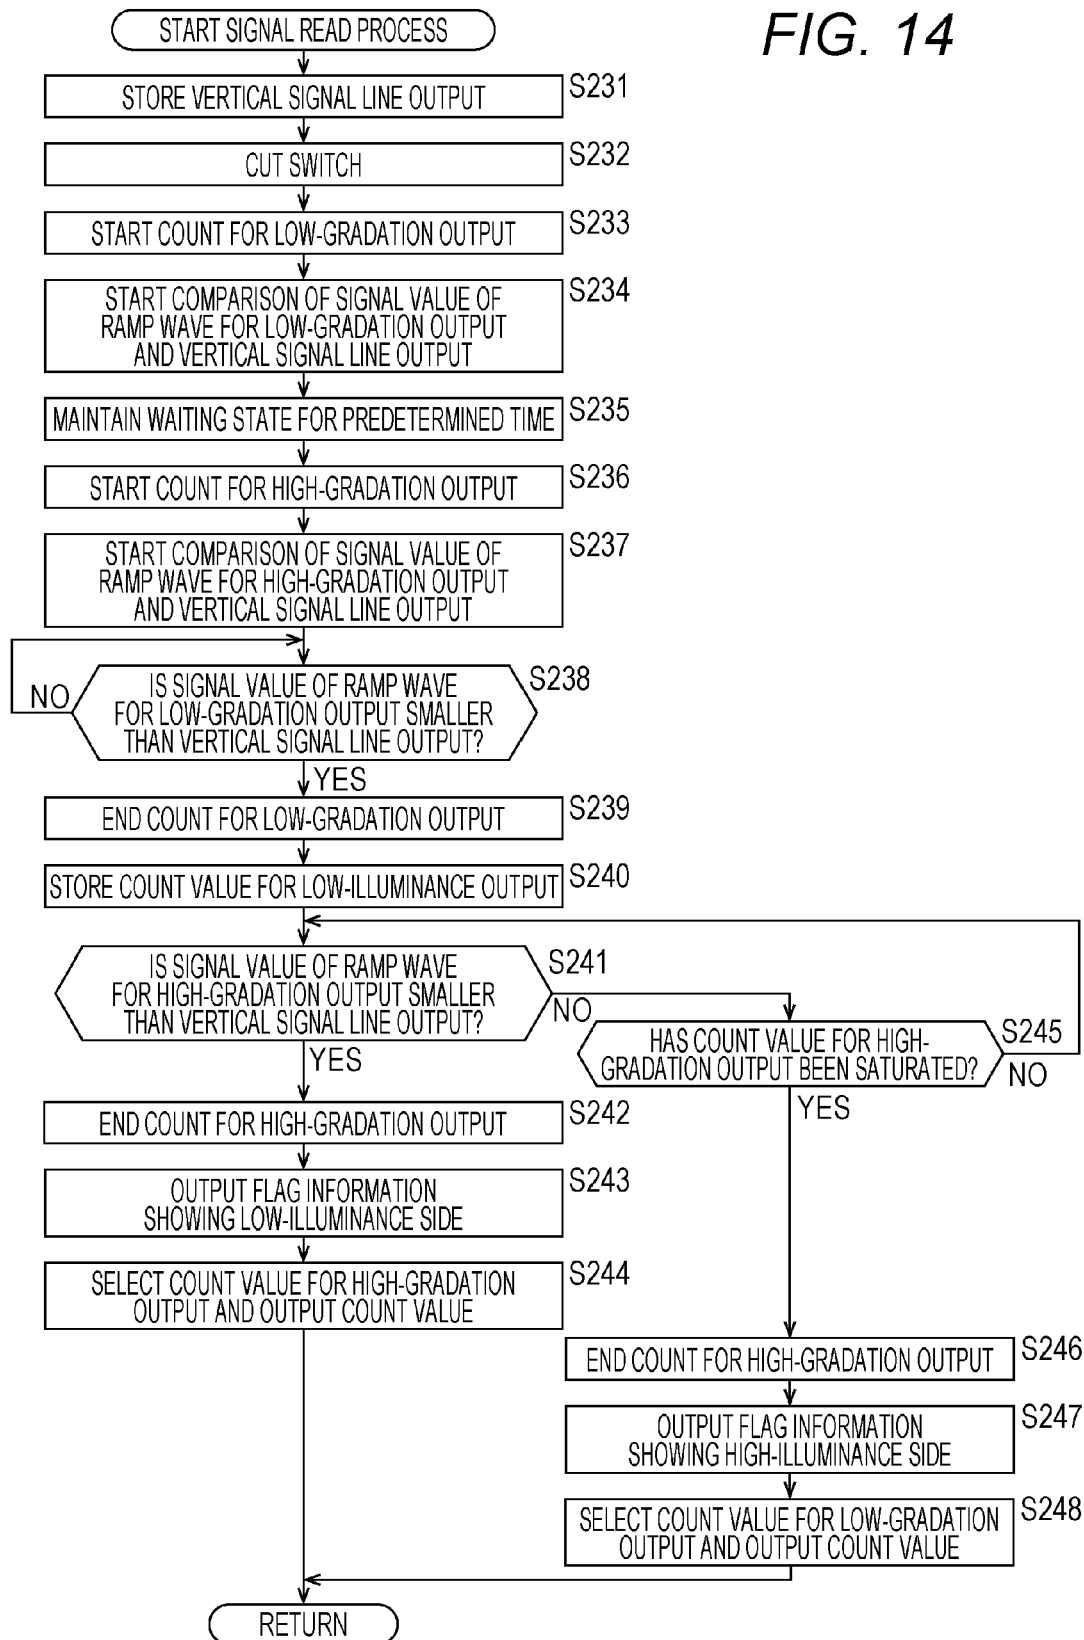 FIG. 14
START SIGNAL READ PROCESS
STORE VERTICAL SIGNAL LINE OUTPUT
S231
CUT SWITCH
S232
START COUNT FOR LOW-GRADATION OUTPUT
S233
START COMPARISON OF SIGNAL VALUE OF
RAMP WAVE FOR LOW-GRADATION OUTPUT
AND VERTICAL SIGNAL LINE OUTPUT
S234
MAINTAIN WAITING STATE FOR PREDETERMINED TIME
S235
START COUNT FOR HIGH-GRADATION OUTPUT
S236
START COMPARISON OF SIGNAL VALUE OF
RAMP WAVE FOR HIGH-GRADATION OUTPUT
AND VERTICAL SIGNAL LINE OUTPUT
S237
IS SIGNAL VALUE OF RAMP WAVE
FOR LOW-GRADATION OUTPUT SMALLER
THAN VERTICAL SIGNAL LINE OUTPUT?
S238
NO
YES
END COUNT FOR LOW-GRADATION OUTPUT
S239
STORE COUNT VALUE FOR LOW-ILLUMINANCE OUTPUT
S240
IS SIGNAL VALUE OF RAMP WAVE
FOR HIGH-GRADATION OUTPUT SMALLER
THAN VERTICAL SIGNAL LINE OUTPUT?
S241
NO
YES
HAS COUNT VALUE FOR HIGH-
GRADATION OUTPUT BEEN SATURATED?
S245
NO
YES
END COUNT FOR HIGH-GRADATION OUTPUT
S242
OUTPUT FLAG INFORMATION
SHOWING LOW-ILLUMINANCE SIDE
S243
SELECT COUNT VALUE FOR HIGH-GRADATION
OUTPUT AND OUTPUT COUNT VALUE
S244
END COUNT FOR HIGH-GRADATION OUTPUT
S246
OUTPUT FLAG INFORMATION
SHOWING HIGH-ILLUMINANCE SIDE
S247
SELECT COUNT VALUE FOR LOW-GRADATION
OUTPUT AND OUTPUT COUNT VALUE
S248
RETURN